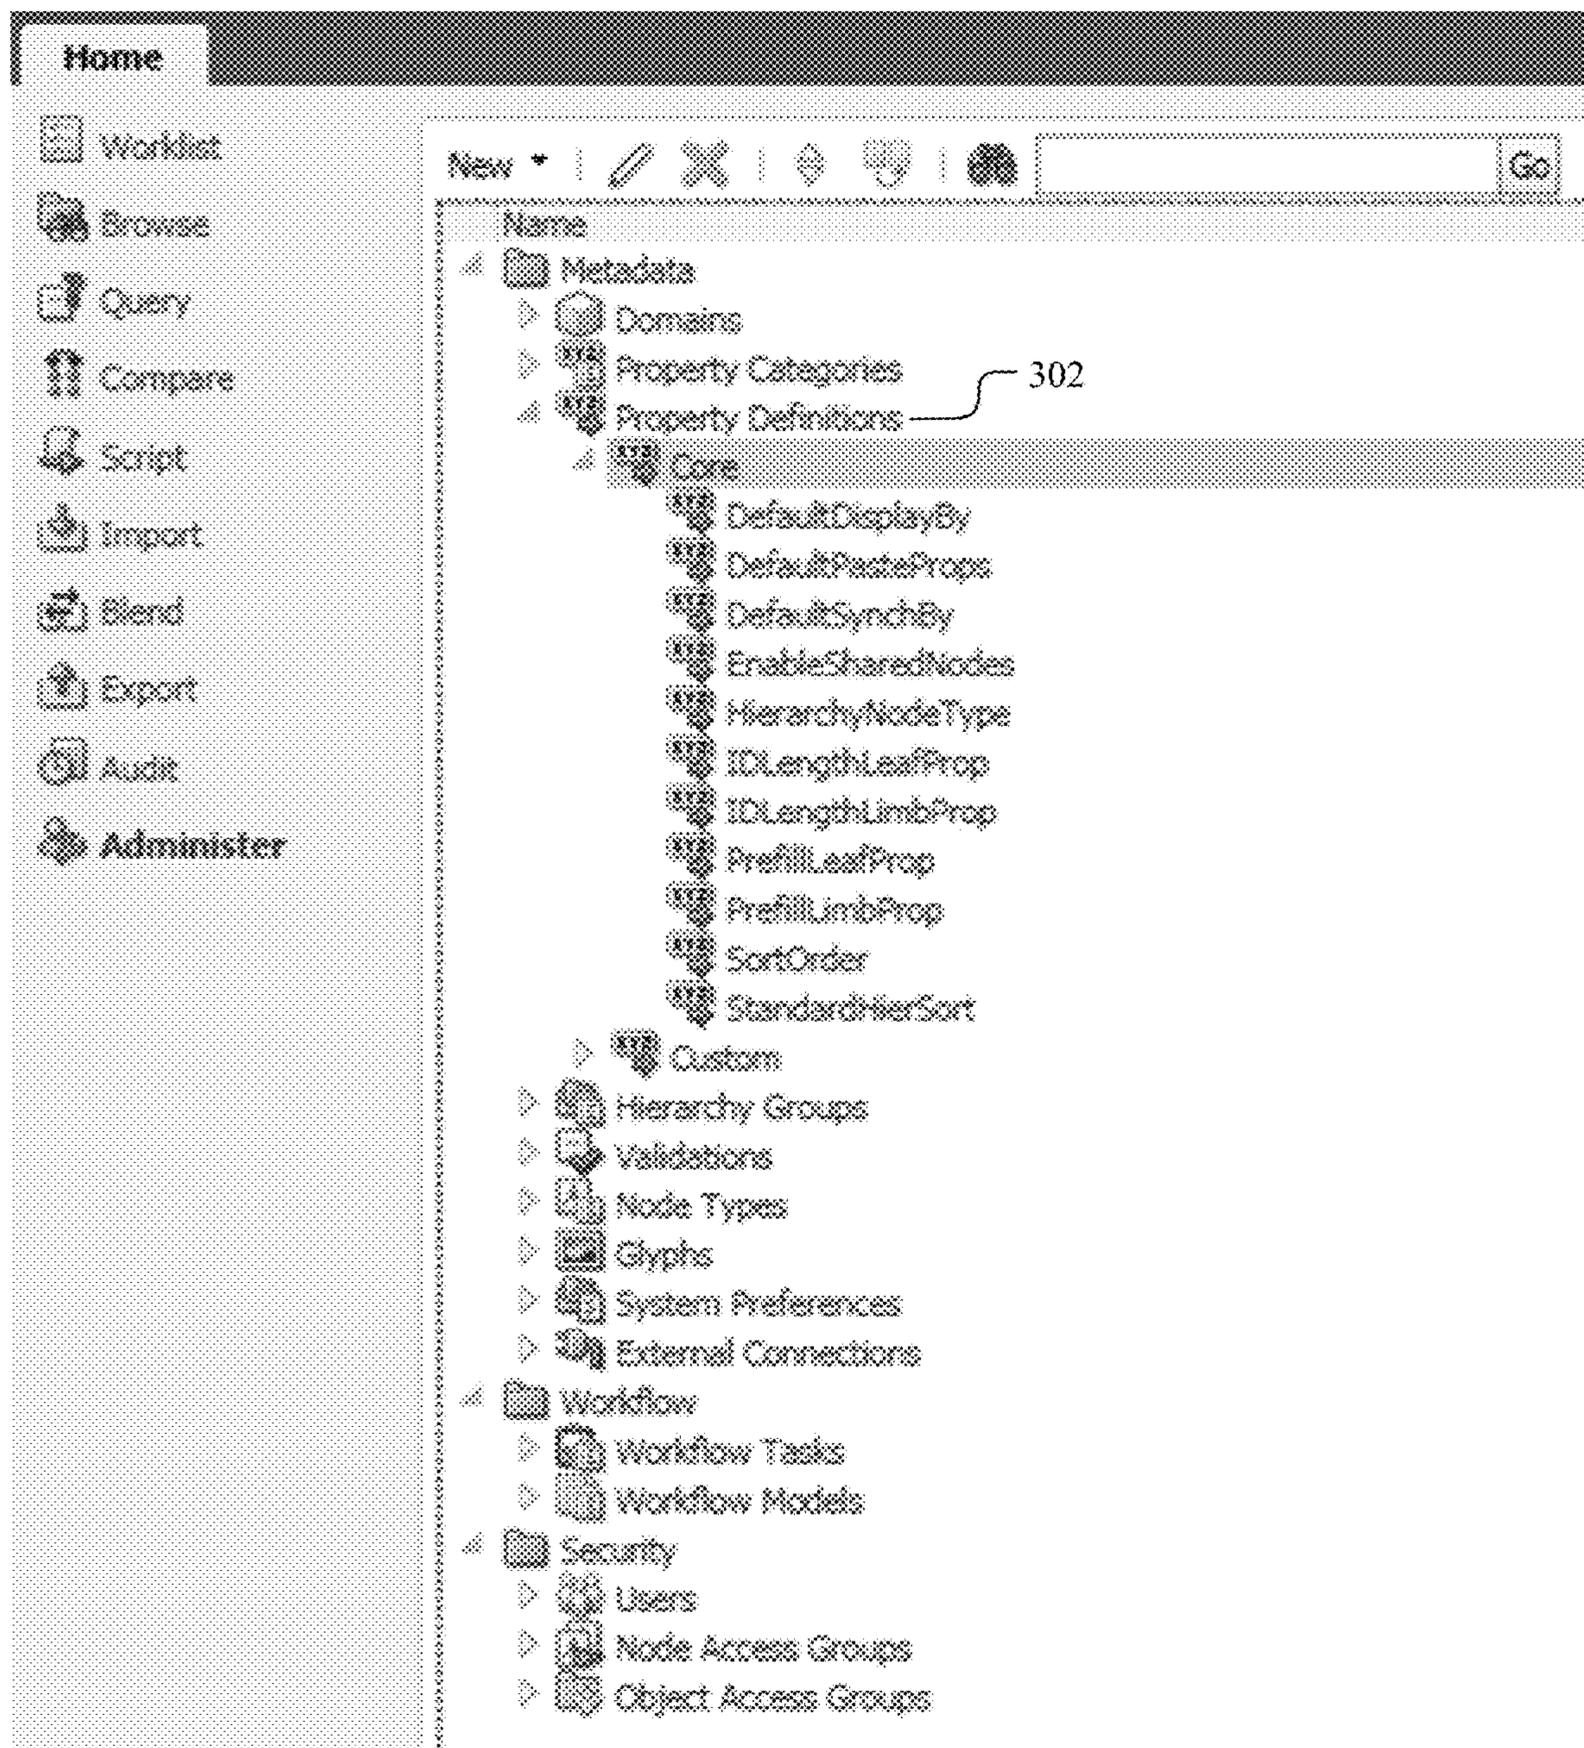 Home
Worklist
Browse
Query
Compare
Script
Import
Blend
Export
Audit
Administer
New Go
Name
Metadata
Domains
Property Categories
302
Property Definitions
Core
DefaultDisplayBy
DefaultPasteProps
DefaultSynchBy
EnableSharedNodes
HierarchyNodeType
IDLengthLeafProp
IDLengthLimbProp
PrefillLeafProp
PrefillLimbProp
SortOrder
StandardHierSort
Custom
Hierarchy Groups
Validations
Node Types
Glyphs
System Preferences
External Connections
Workflow
Workflow Tasks
Workflow Models
Security
Users
Node Access Groups
Object Access Groups